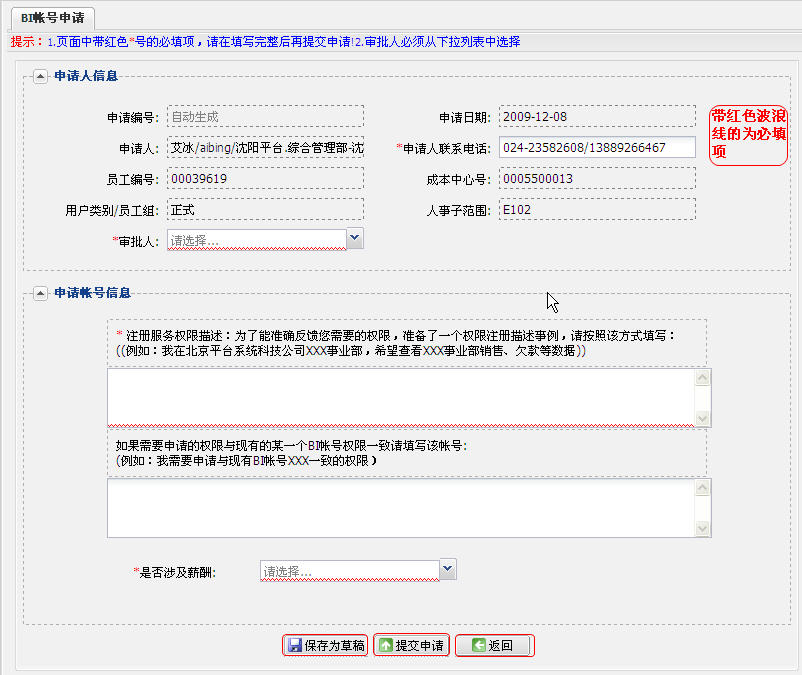 BI帐号申请
提示：1.页面中带红色*号的必填项，请在填写完整后再提交申请!2.审批人必须从下拉列表中选择
申请人信息
申请编号: 自动生成 申请日期: 2009-12-08
带红色波浪线的为必填项
申请人: 艾冰/aibing/沈阳平台.综合管理部-沈 *申请人联系电话: 024-23582608/13889266467
员工编号: 00039619 成本中心号: 0005500013
用户类别/员工组: 正式 人事子范围: E102
*审批人: 请选择...
申请帐号信息
* 注册服务权限描述：为了能准确反馈您需要的权限，准备了一个权限注册描述事例，请按照该方式填写：
((例如：我在北京平台系统科技公司XXX事业部，希望查看XXX事业部销售、欠款等数据))
如果需要申请的权限与现有的某一个BI帐号权限一致请填写该帐号:
(例如：我需要申请与现有BI帐号XXX一致的权限 )
*是否涉及薪酬: 请选择...
保存为草稿 提交申请 返回